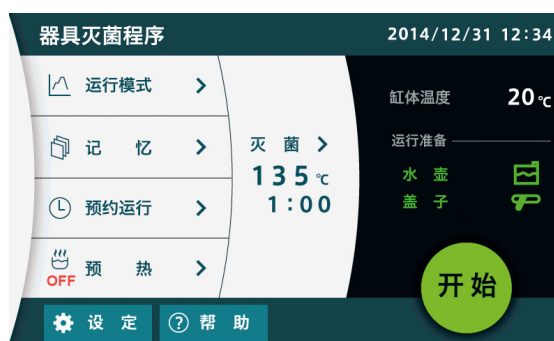 器具灭菌程序
2014/12/31 12:34
运行模式
记 忆
预约运行
OFF 预 热
灭 菌
135℃
1:00
缸体温度 20℃
运行准备
水 壶
盖 子
开始
设 定
? 帮 助